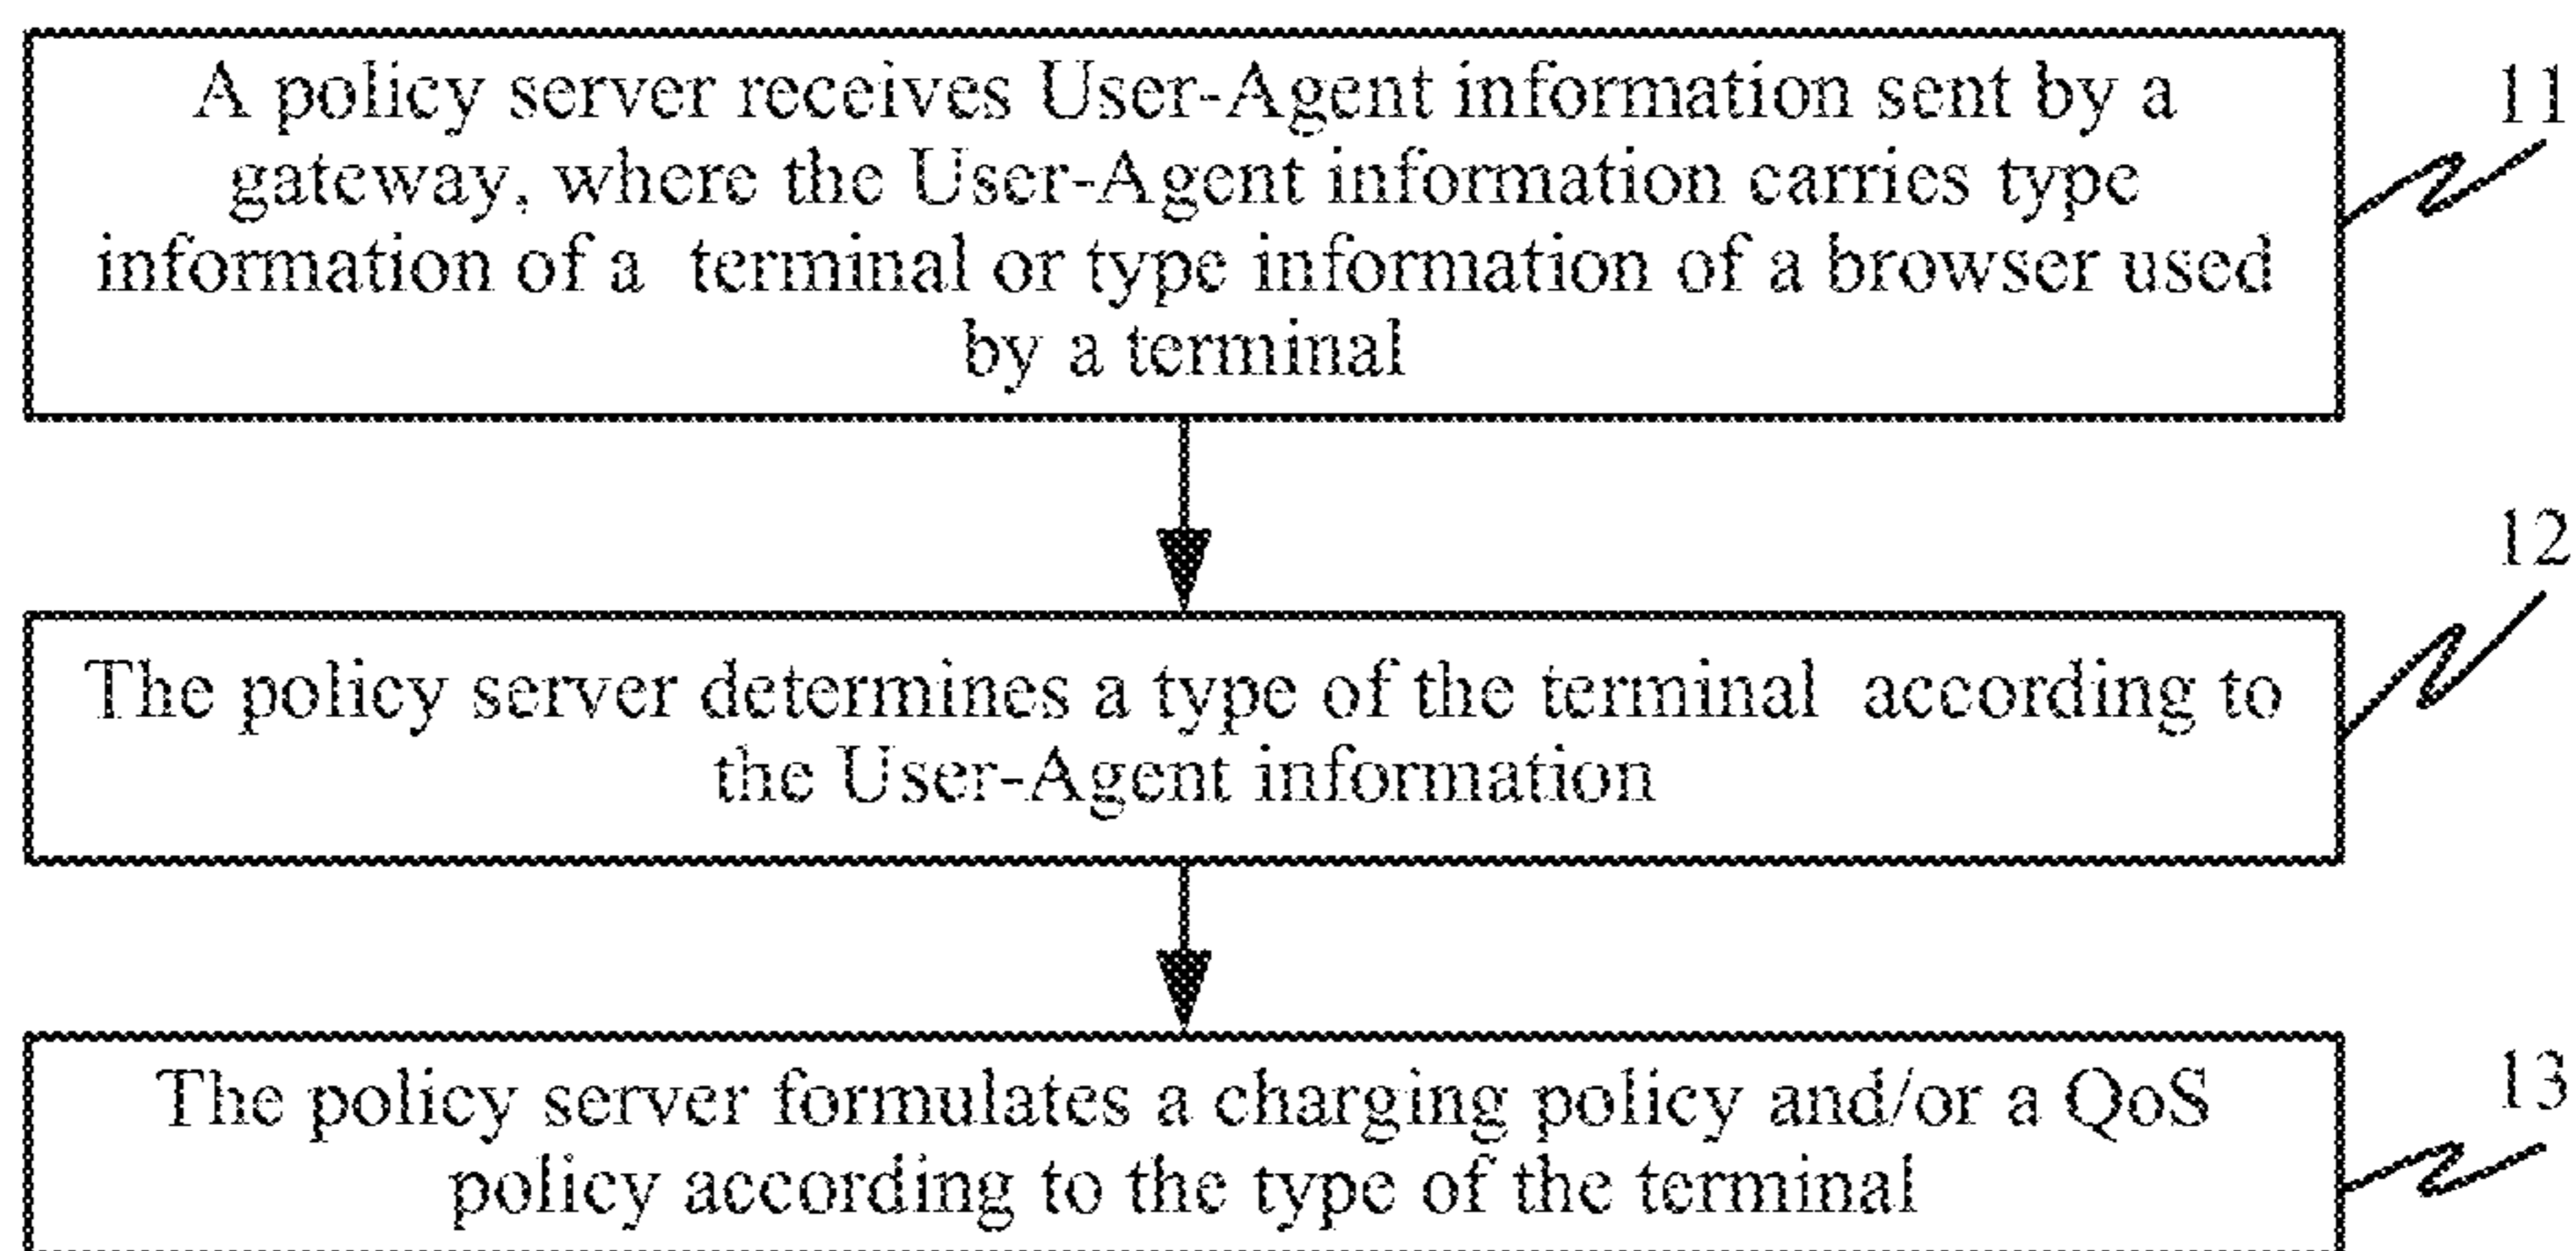 A policy server receives User-Agent information sent by a
gateway, where the User-Agent information carries type
information of a terminal or type information of a browser used
by a terminal
11
The policy server determines a type of the terminal according to
the User-Agent information
12
The policy server formulates a charging policy and/or a QoS
policy according to the type of the terminal
13